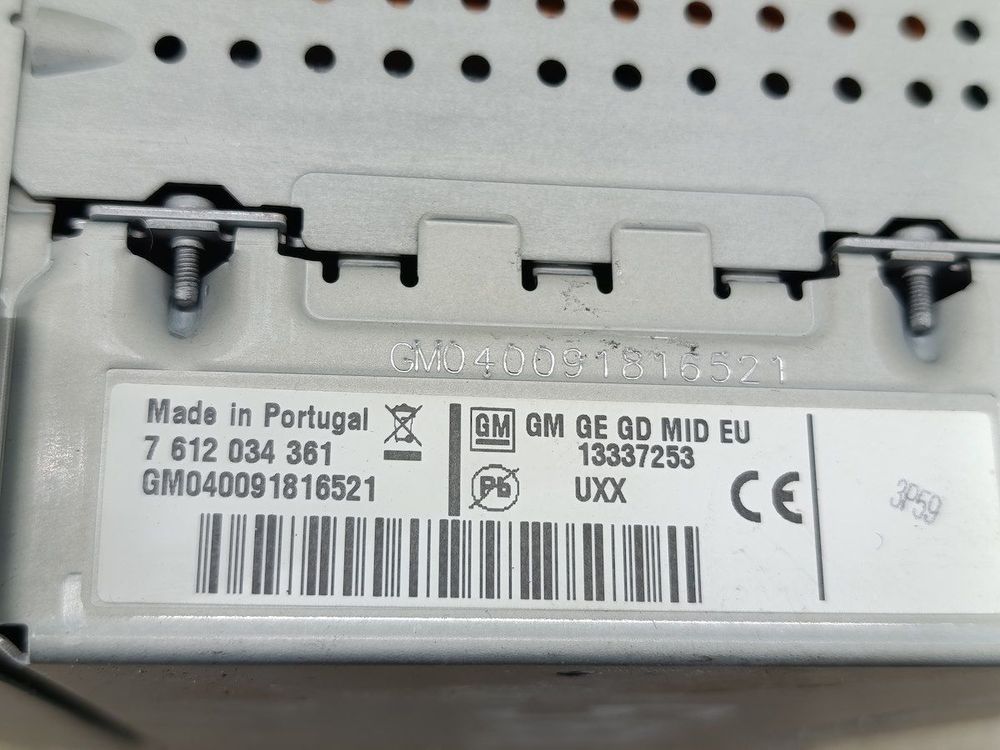 GM040091816521
Made in Portugal
7 612 034 361
GM040091816521
GM GM GE GD MID EU
13337253
Pb UXX
CE
3P59